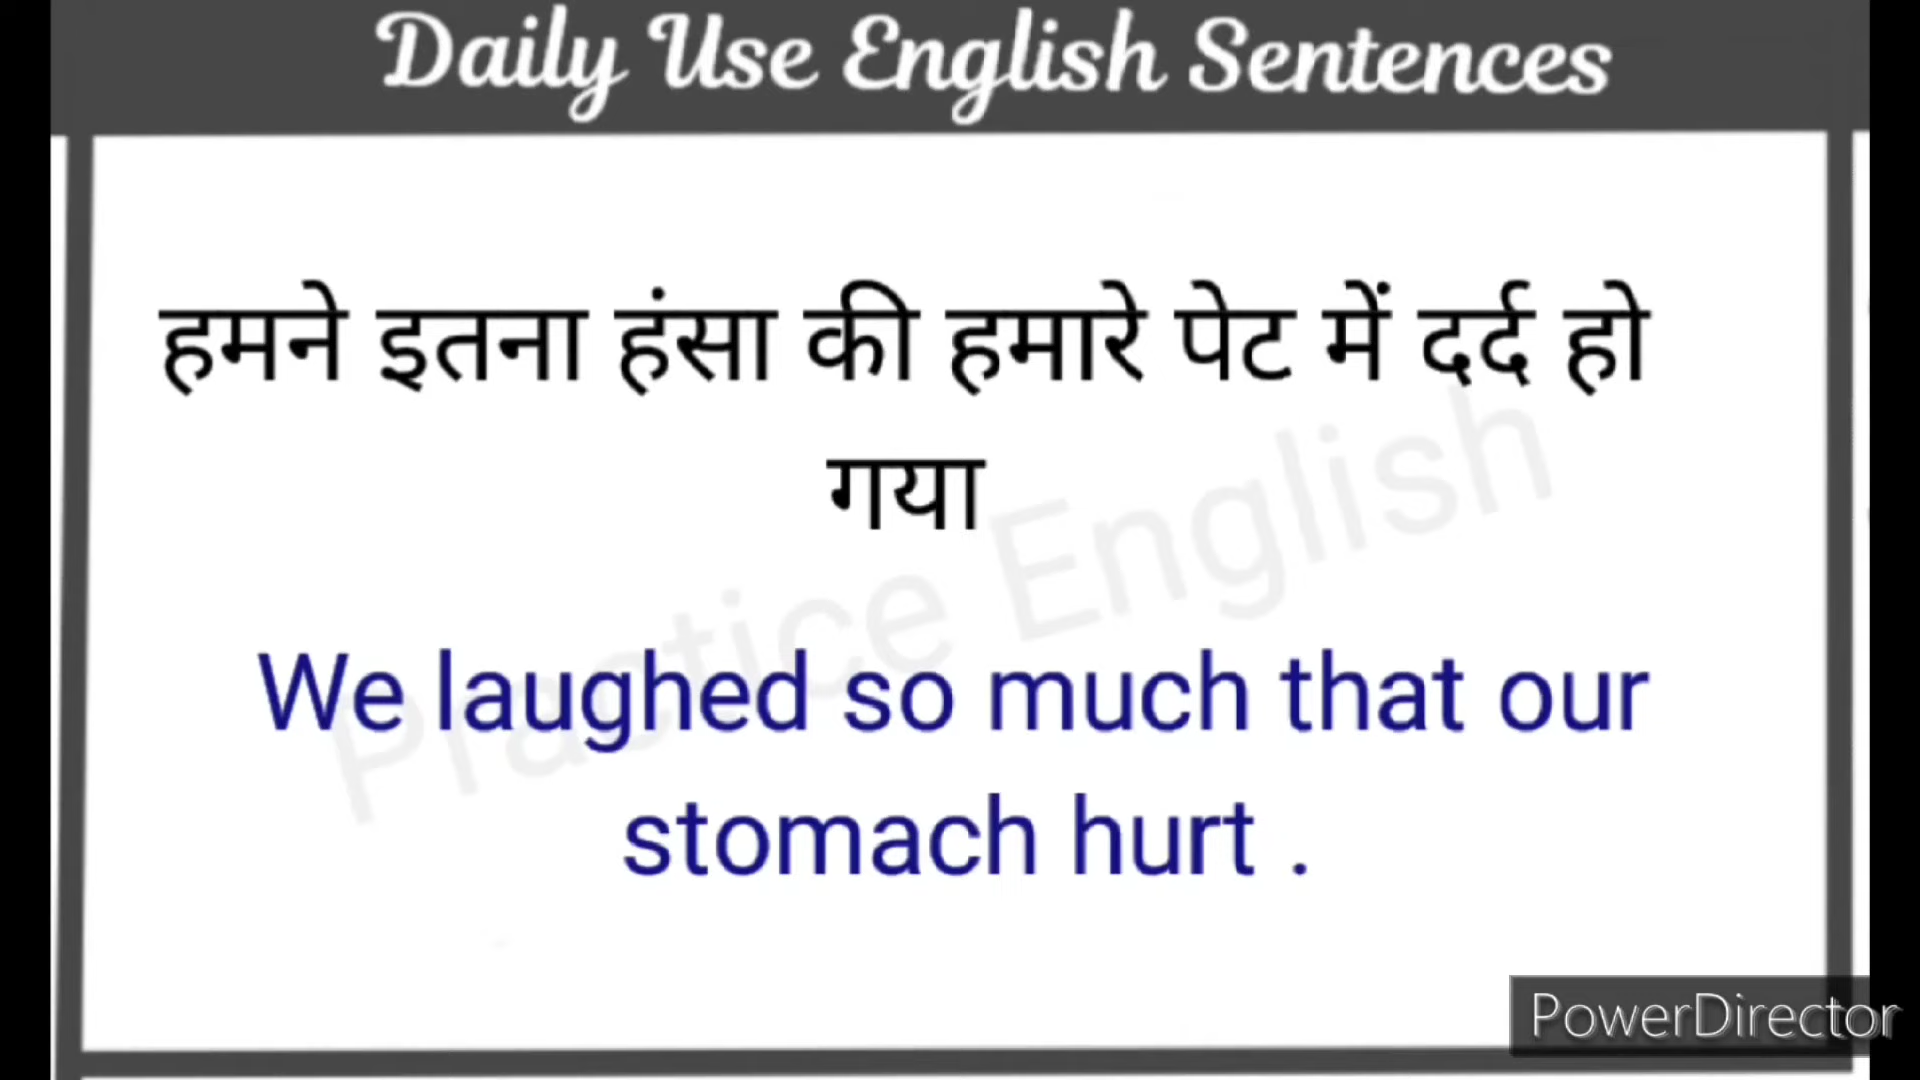 Daily Use English Sentences
हमने इतना हंसा की हमारे पेट में दर्द हो
गया
Practice English
We laughed so much that our
stomach hurt .
PowerDirector